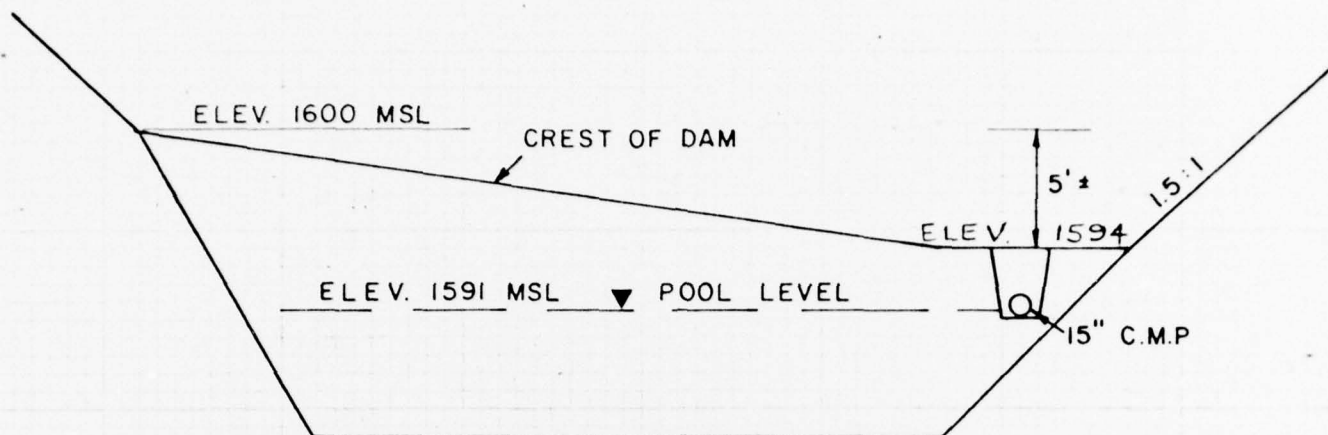 ELEV. 1600 MSL
CREST OF DAM
5' ±
1.5 : 1
ELEV. 1594
ELEV. 1591 MSL ▼ POOL LEVEL
15" C.M.P